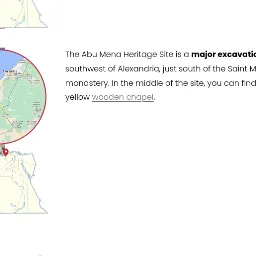 The Abu Mena Heritage Site is a major excavatio
southwest of Alexandria, just south of the Saint M
monastery. In the middle of the site, you can find
yellow wooden chapel.